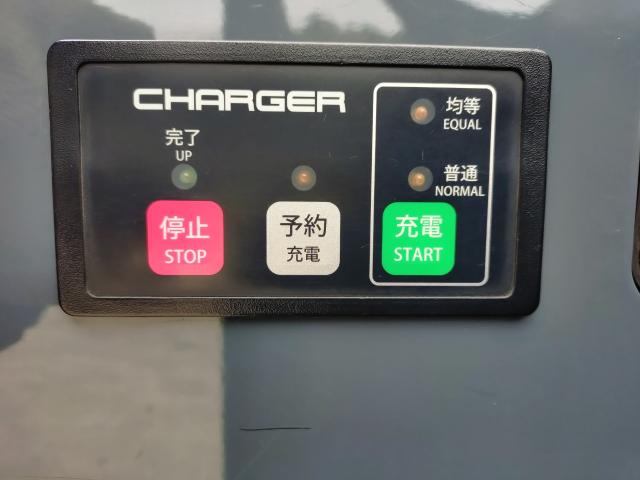 CHARGER
均等
EQUAL
完了
UP
普通
NORMAL
停止
STOP
予約
充電
充電
START